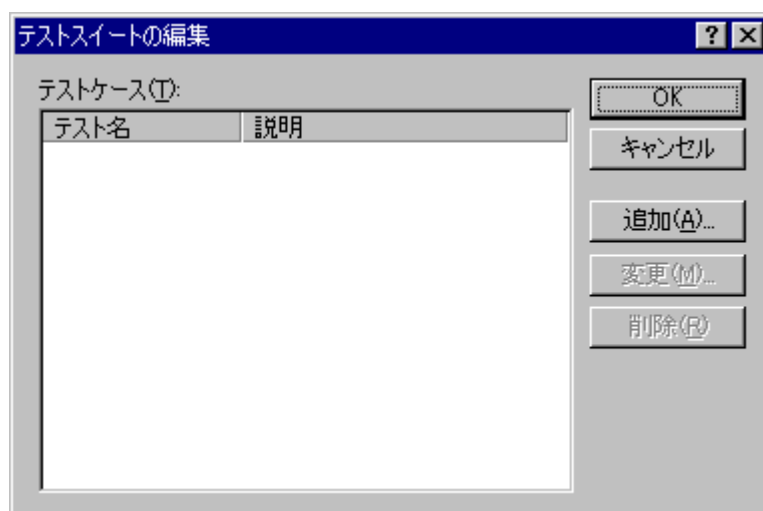 テストスイートの編集
テストケース(T):
テスト名 説明
OK
キャンセル
追加(A)...
変更(M)...
削除(R)